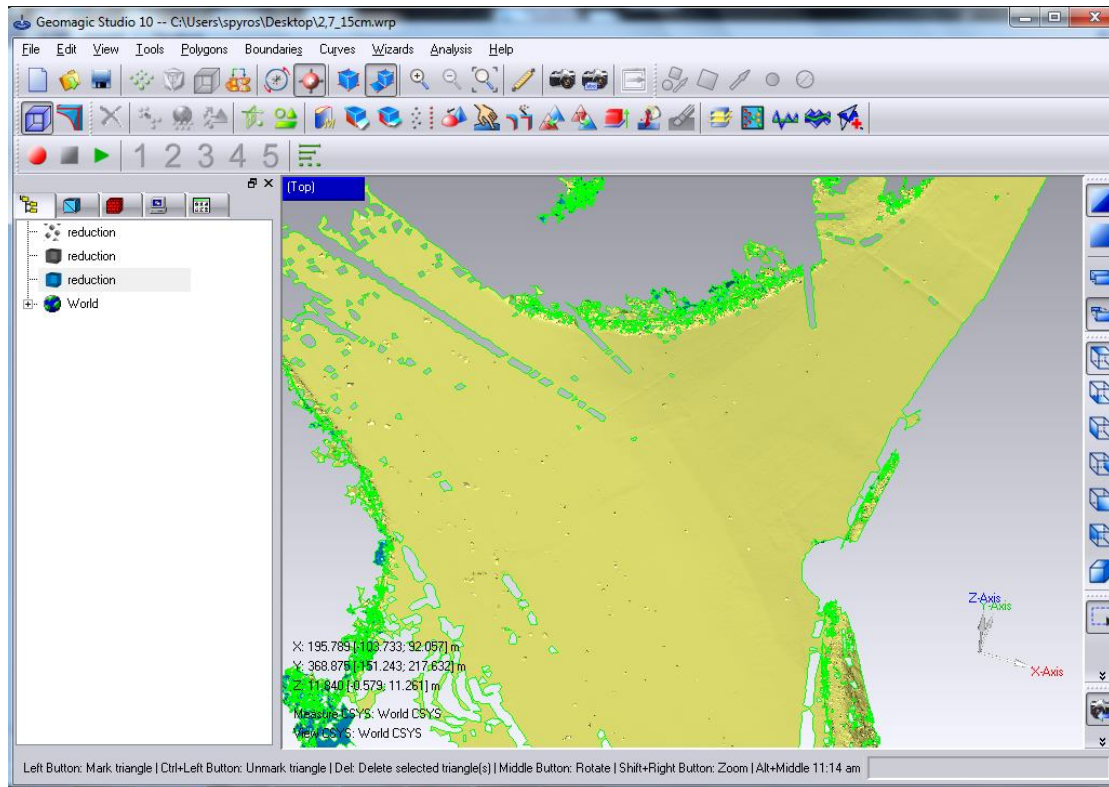 Geomagic Studio 10 -- C:\Users\spyros\Desktop\2,7_15cm.wrp
File Edit View Tools Polygons Boundaries Curves Wizards Analysis Help
1 2 3 4 5
(Top)
reduction
reduction
reduction
World
Z-Axis
Y-Axis
X-Axis
X: 195.789 [-103.733; 92.057] m
Y: 368.875 [-151.243; 217.632] m
Z: 11.840 [-0.579; 11.261] m
Measure CSYS: World CSYS
View CSYS: World CSYS
Left Button: Mark triangle | Ctrl+Left Button: Unmark triangle | Del: Delete selected triangle(s) | Middle Button: Rotate | Shift+Right Button: Zoom | Alt+Middle 11:14 am